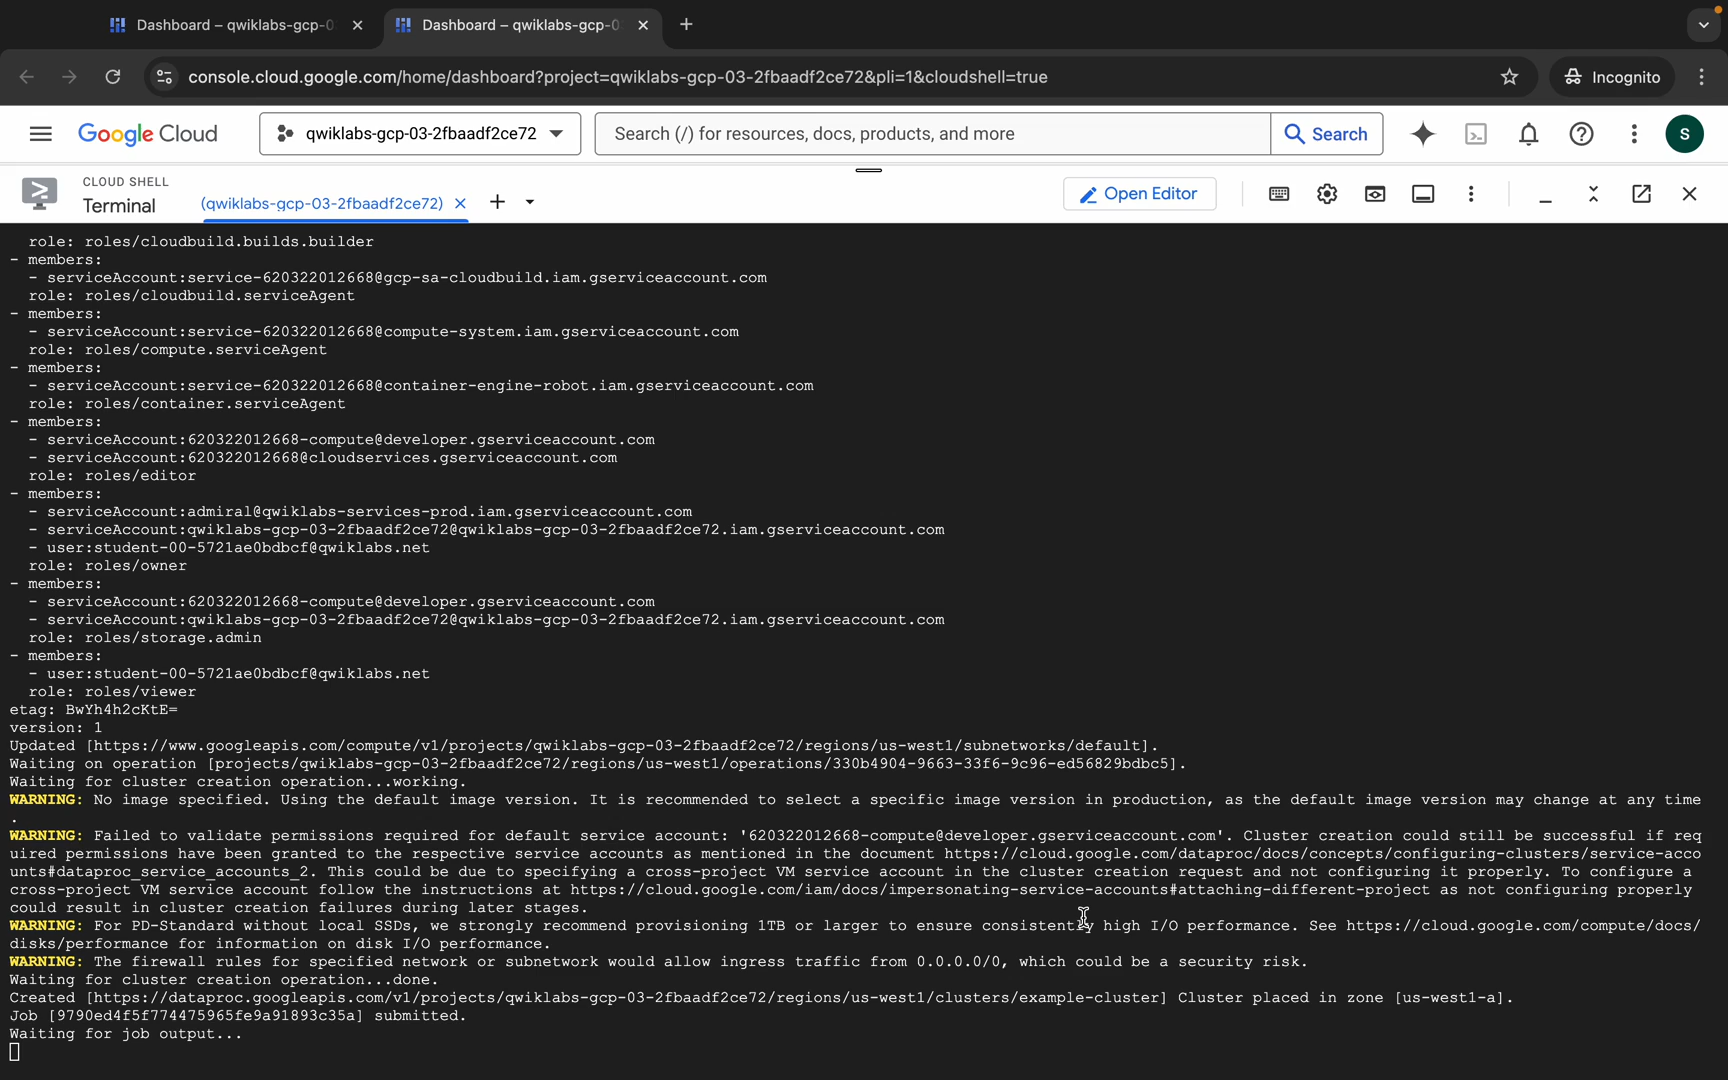 Dashboard – qwiklabs-gcp-0
Dashboard – qwiklabs-gcp-0
console.cloud.google.com/home/dashboard?project=qwiklabs-gcp-03-2fbaadf2ce72&pli=1&cloudshell=true
Incognito
Google Cloud
qwiklabs-gcp-03-2fbaadf2ce72
Search (/) for resources, docs, products, and more
Search
S
CLOUD SHELL
Terminal
(qwiklabs-gcp-03-2fbaadf2ce72)
Open Editor
role: roles/cloudbuild.builds.builder
- members:
- serviceAccount:service-620322012668@gcp-sa-cloudbuild.iam.gserviceaccount.com
role: roles/cloudbuild.serviceAgent
- members:
- serviceAccount:service-620322012668@compute-system.iam.gserviceaccount.com
role: roles/compute.serviceAgent
- members:
- serviceAccount:service-620322012668@container-engine-robot.iam.gserviceaccount.com
role: roles/container.serviceAgent
- members:
- serviceAccount:620322012668-compute@developer.gserviceaccount.com
- serviceAccount:620322012668@cloudservices.gserviceaccount.com
role: roles/editor
- members:
- serviceAccount:admiral@qwiklabs-services-prod.iam.gserviceaccount.com
- serviceAccount:qwiklabs-gcp-03-2fbaadf2ce72@qwiklabs-gcp-03-2fbaadf2ce72.iam.gserviceaccount.com
- user:student-00-5721ae0bdbcf@qwiklabs.net
role: roles/owner
- members:
- serviceAccount:620322012668-compute@developer.gserviceaccount.com
- serviceAccount:qwiklabs-gcp-03-2fbaadf2ce72@qwiklabs-gcp-03-2fbaadf2ce72.iam.gserviceaccount.com
role: roles/storage.admin
- members:
- user:student-00-5721ae0bdbcf@qwiklabs.net
role: roles/viewer
etag: BwYh4h2cKtE=
version: 1
Updated [https://www.googleapis.com/compute/v1/projects/qwiklabs-gcp-03-2fbaadf2ce72/regions/us-west1/subnetworks/default].
Waiting on operation [projects/qwiklabs-gcp-03-2fbaadf2ce72/regions/us-west1/operations/330b4904-9663-33f6-9c96-ed56829bdbc5].
Waiting for cluster creation operation...working.
WARNING: No image specified. Using the default image version. It is recommended to select a specific image version in production, as the default image version may change at any time
.
WARNING: Failed to validate permissions required for default service account: '620322012668-compute@developer.gserviceaccount.com'. Cluster creation could still be successful if req
uired permissions have been granted to the respective service accounts as mentioned in the document https://cloud.google.com/dataproc/docs/concepts/configuring-clusters/service-acco
unts#dataproc_service_accounts_2. This could be due to specifying a cross-project VM service account in the cluster creation request and not configuring it properly. To configure a
cross-project VM service account follow the instructions at https://cloud.google.com/iam/docs/impersonating-service-accounts#attaching-different-project as not configuring properly
could result in cluster creation failures during later stages.
WARNING: For PD-Standard without local SSDs, we strongly recommend provisioning 1TB or larger to ensure consistently high I/O performance. See https://cloud.google.com/compute/docs/
disks/performance for information on disk I/O performance.
WARNING: The firewall rules for specified network or subnetwork would allow ingress traffic from 0.0.0.0/0, which could be a security risk.
Waiting for cluster creation operation...done.
Created [https://dataproc.googleapis.com/v1/projects/qwiklabs-gcp-03-2fbaadf2ce72/regions/us-west1/clusters/example-cluster] Cluster placed in zone [us-west1-a].
Job [9790ed4f5f774475965fe9a91893c35a] submitted.
Waiting for job output...